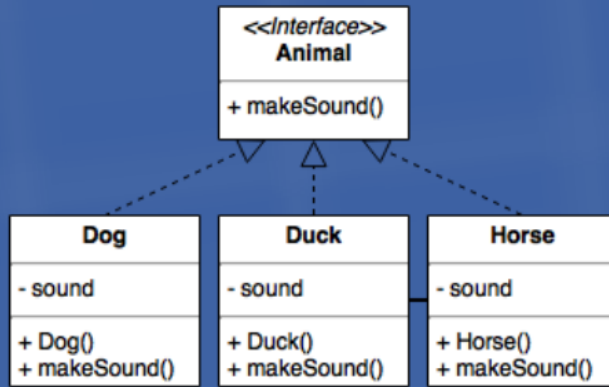 <<Interface>>
Animal
+ makeSound()
Dog
- sound
+ Dog()
+ makeSound()
Duck
- sound
+ Duck()
+ makeSound()
Horse
- sound
+ Horse()
+ makeSound()